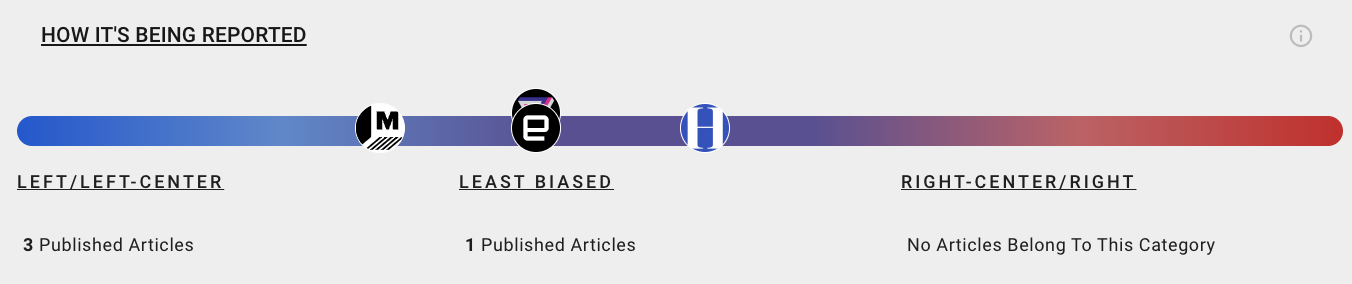 HOW IT'S BEING REPORTED
M
e
H
LEFT/LEFT-CENTER
LEAST BIASED
RIGHT-CENTER/RIGHT
3 Published Articles
1 Published Articles
No Articles Belong To This Category